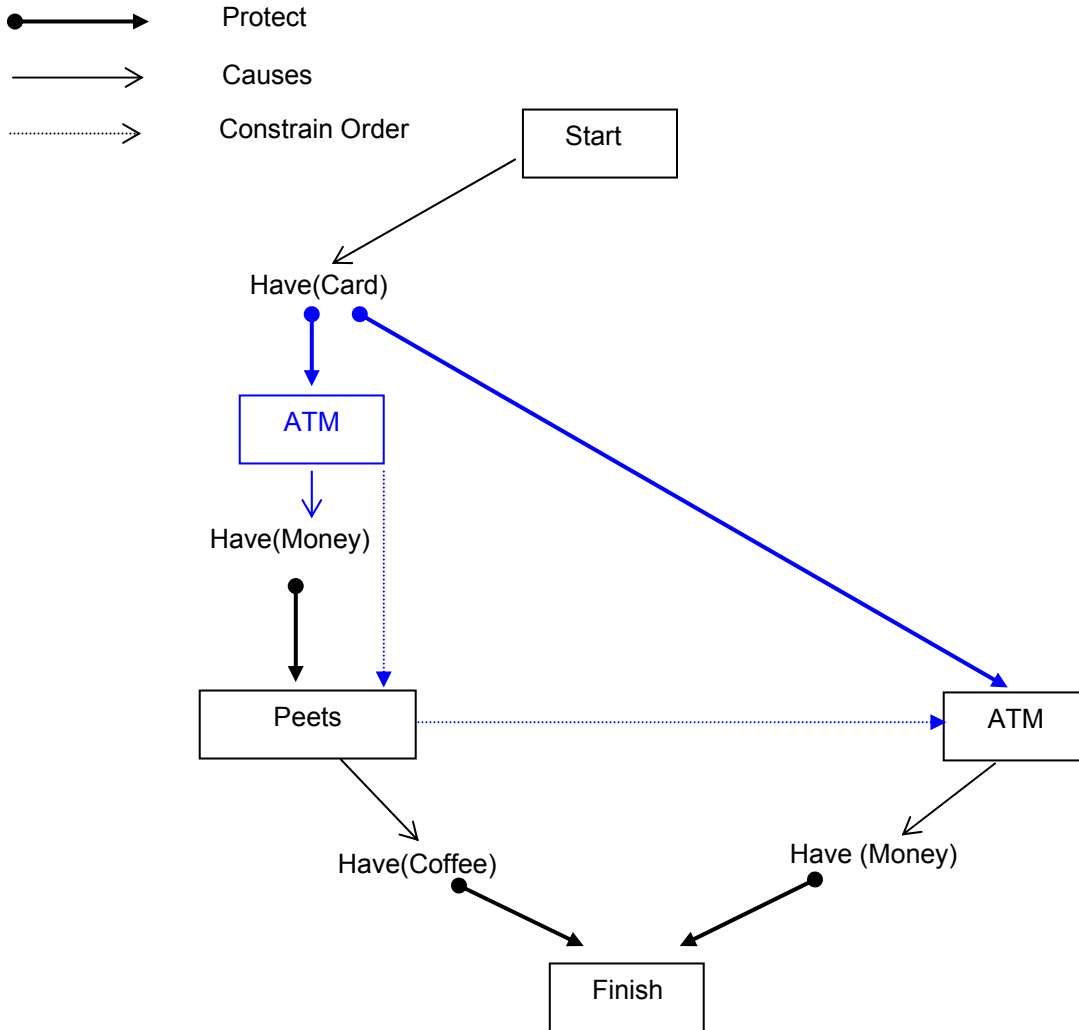 Protect
Causes
Constrain Order
Start
Have(Card)
ATM
Have(Money)
Peets
ATM
Have(Coffee)
Have (Money)
Finish